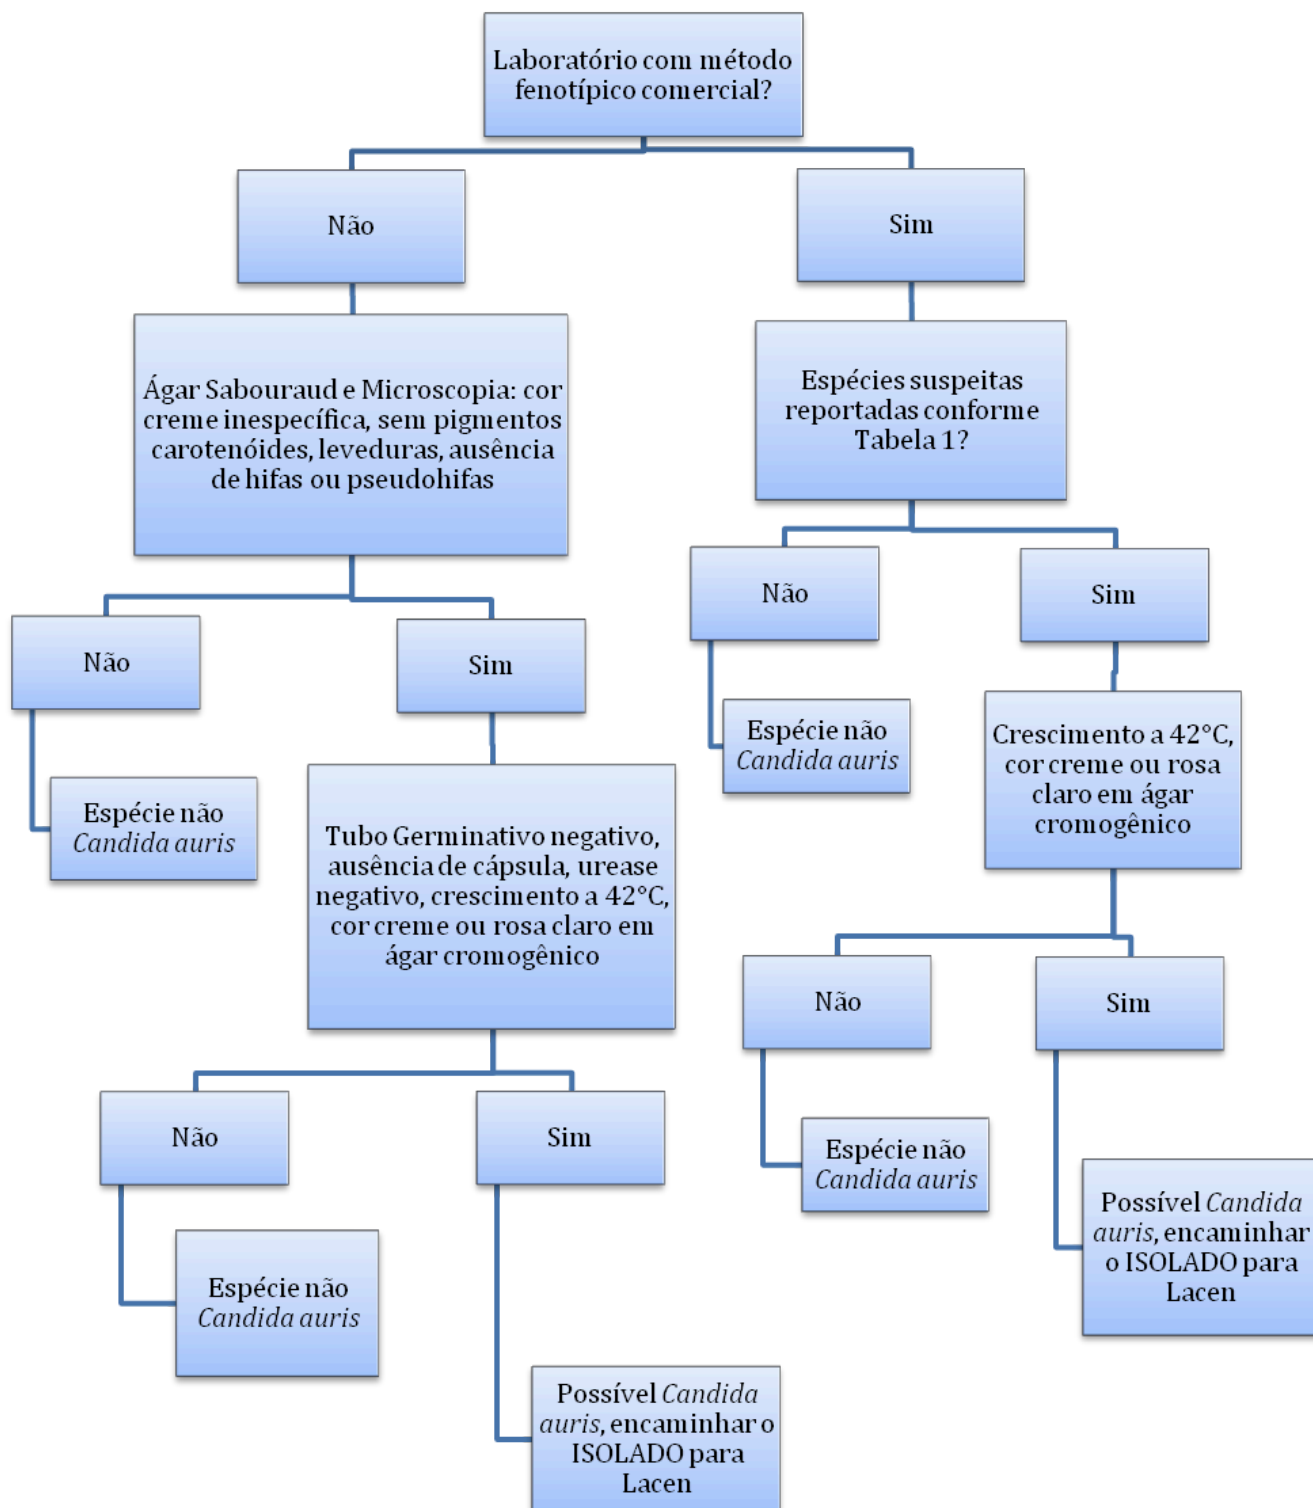 Laboratório com método
fenotípico comercial?
Não
Sim
Ágar Sabouraud e Microscopia: cor
creme inespecífica, sem pigmentos
carotenóides, leveduras, ausência
de hifas ou pseudohifas
Espécies suspeitas
reportadas conforme
Tabela 1?
Não
Sim
Não
Sim
Espécie não
Candida auris
Crescimento a 42°C,
cor creme ou rosa
claro em ágar
cromogênico
Espécie não
Candida auris
Tubo Germinativo negativo,
ausência de cápsula, urease
negativo, crescimento a 42°C,
cor creme ou rosa claro em
ágar cromogênico
Não
Sim
Não
Sim
Espécie não
Candida auris
Possível Candida
auris, encaminhar
o ISOLADO para
Lacen
Espécie não
Candida auris
Possível Candida
auris, encaminhar o
ISOLADO para
Lacen